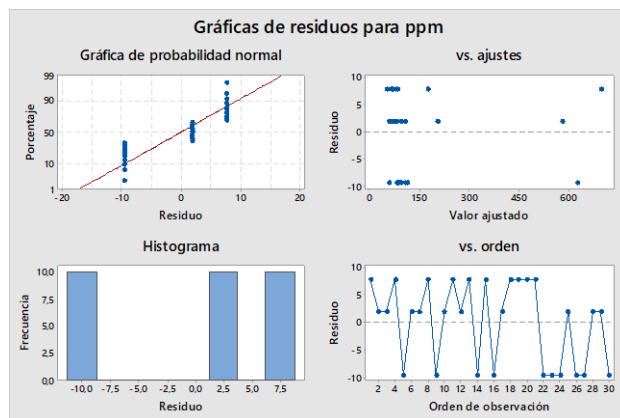 Gráficas de residuos para ppm
Gráfica de probabilidad normal
99
90
50
10
1
Porcentaje
-20 -10 0 10 20
Residuo
vs. ajustes
10
5
0
-5
-10
Residuo
0 150 300 450 600
Valor ajustado
Histograma
10,0
7,5
5,0
2,5
0,0
Frecuencia
-10,0 -7,5 -5,0 -2,5 0,0 2,5 5,0 7,5
Residuo
vs. orden
10
5
0
-5
-10
Residuo
2 4 6 8 10 12 14 16 18 20 22 24 26 28 30
Orden de observación